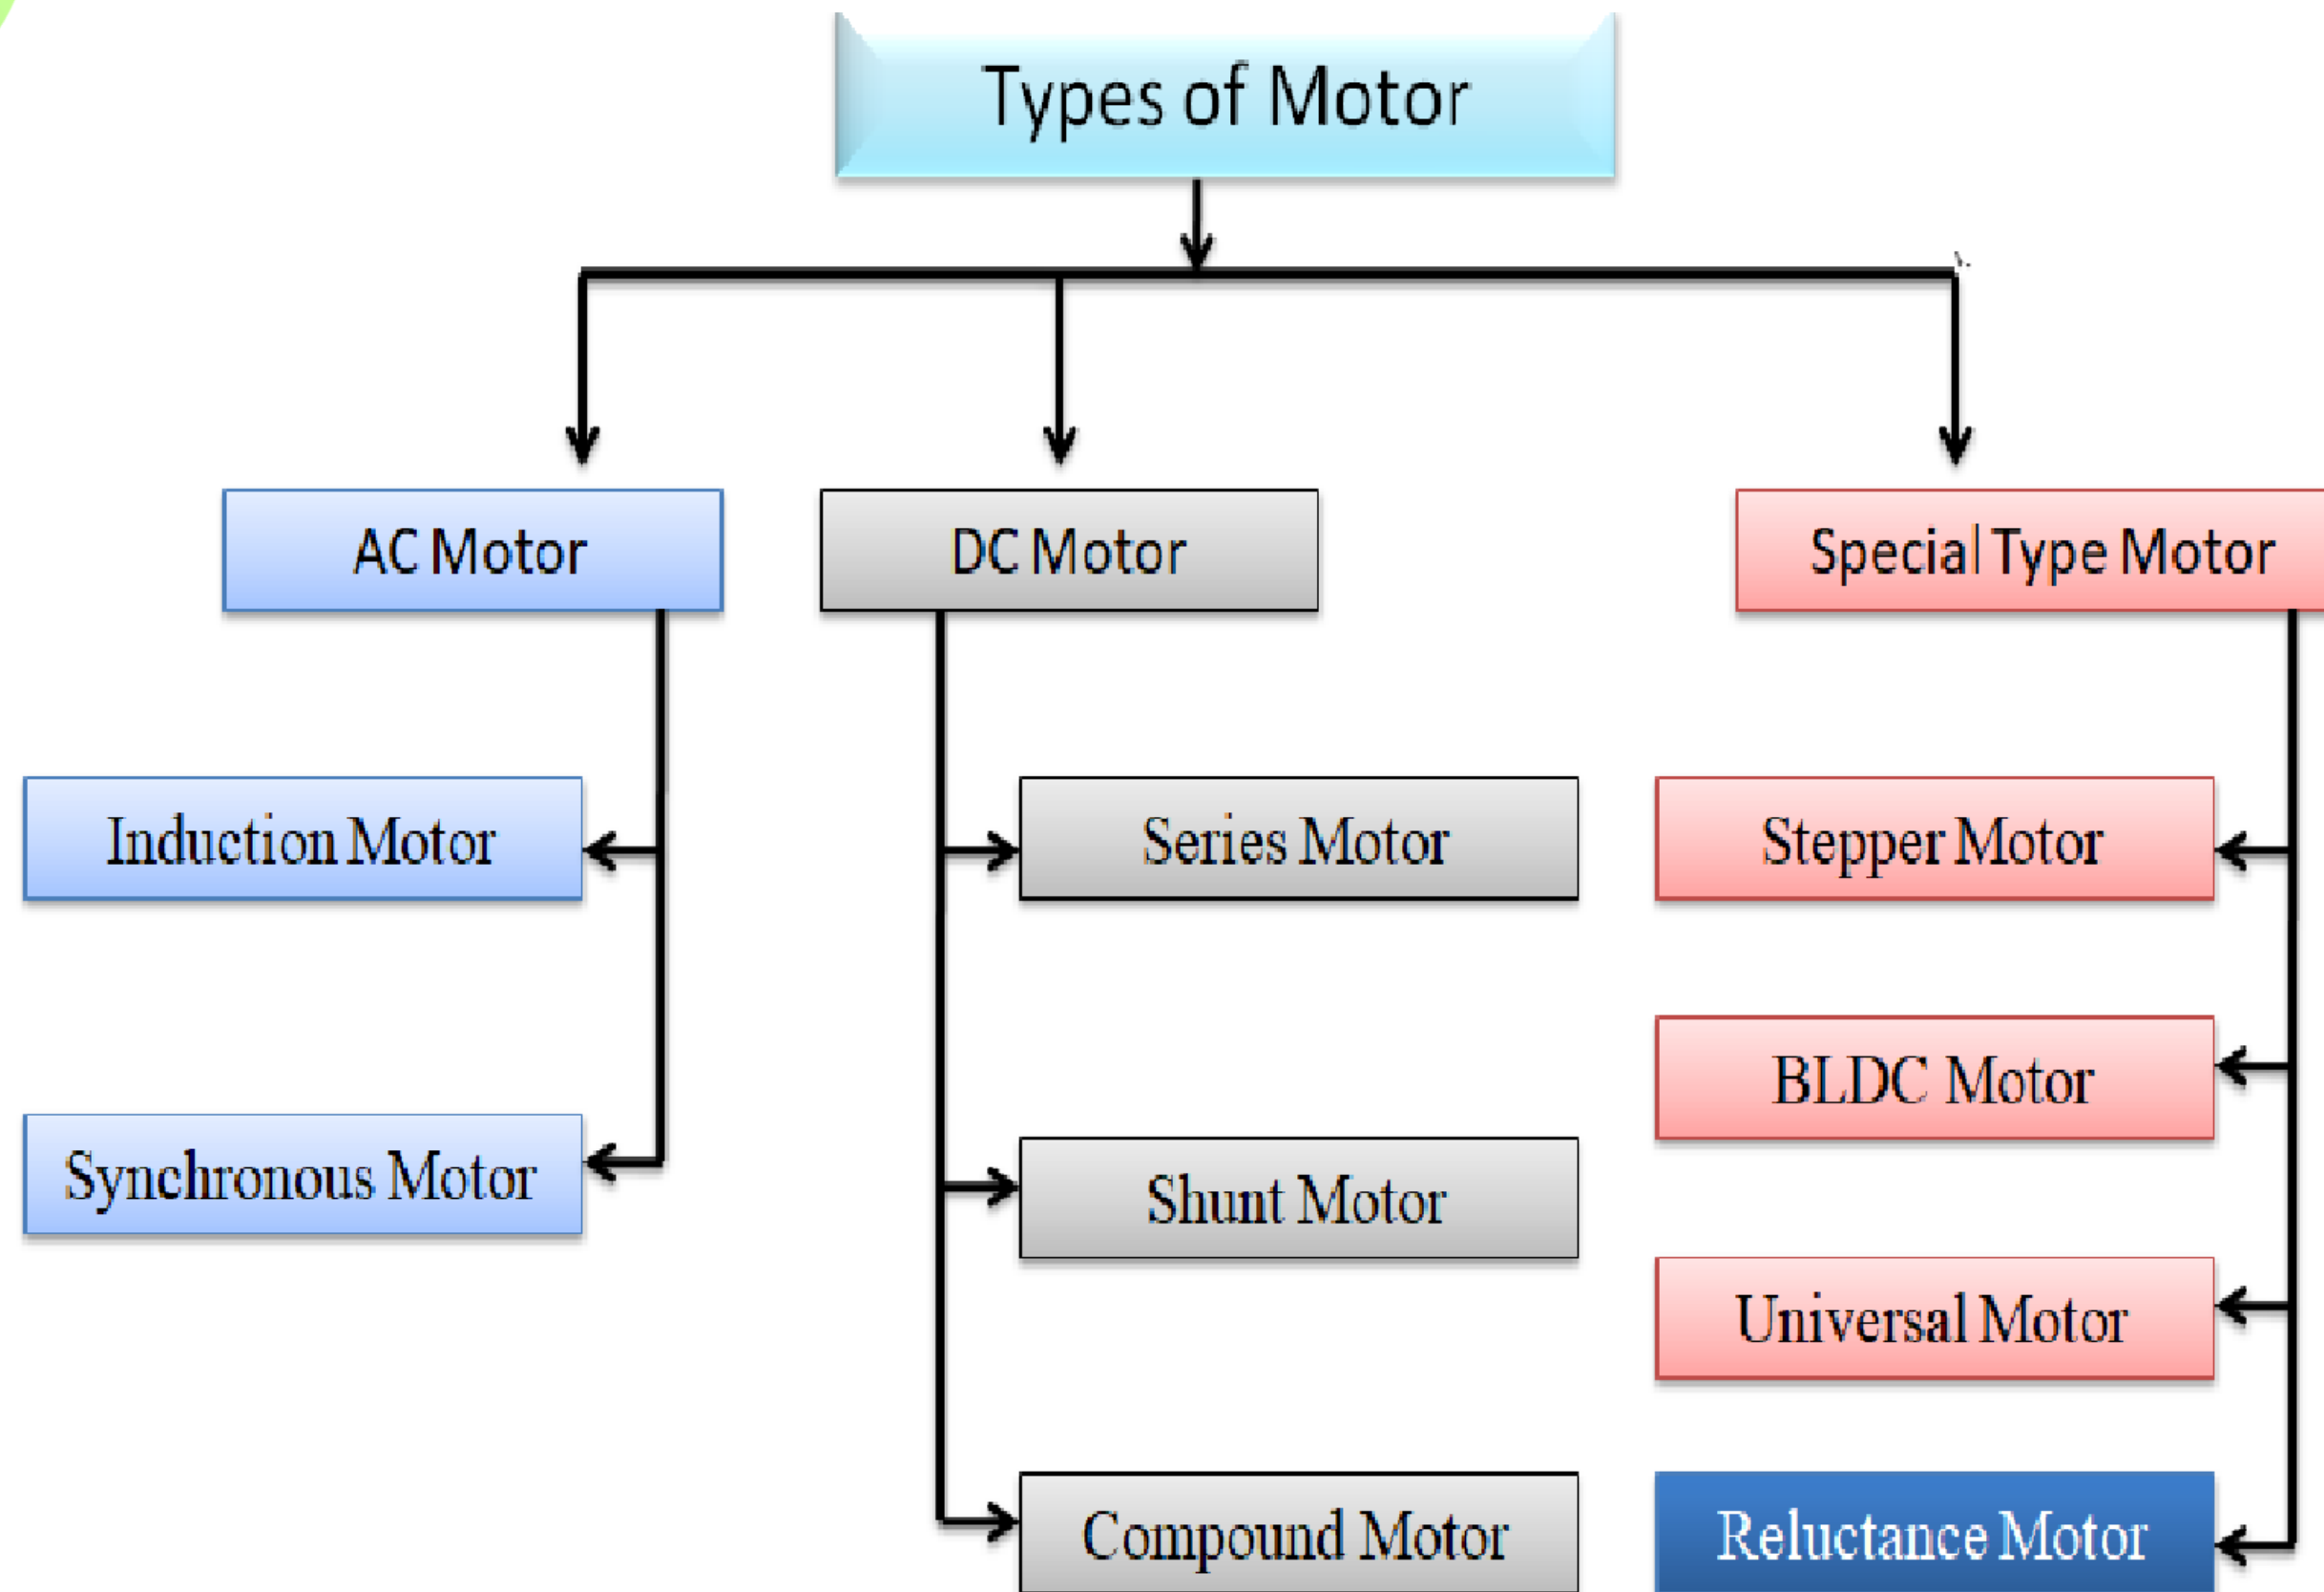 Types of Motor
AC Motor
DC Motor
Special Type Motor
Induction Motor
Series Motor
Stepper Motor
BLDC Motor
Synchronous Motor
Shunt Motor
Universal Motor
Compound Motor
Reluctance Motor